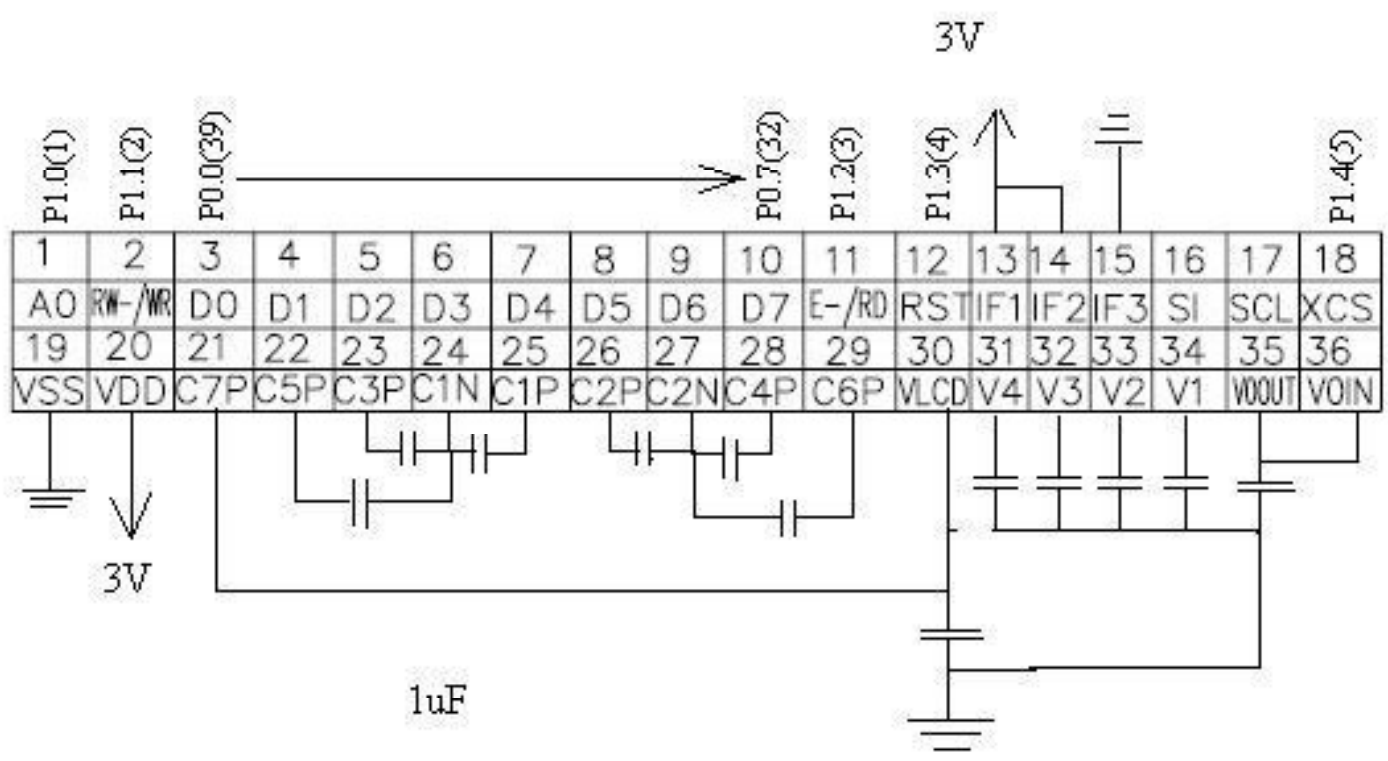 3V
P1.0(1) P1.1(2) P0.0(39) P0.7(32) P1.2(3) P1.3(4) P1.4(5)
1 2 3 4 5 6 7 8 9 10 11 12 13 14 15 16 17 18
A0 RW-/WR D0 D1 D2 D3 D4 D5 D6 D7 E-/RD RST IF1 IF2 IF3 SI SCL XCS
19 20 21 22 23 24 25 26 27 28 29 30 31 32 33 34 35 36
VSS VDD C7P C5P C3P C1N C1P C2P C2N C4P C6P VLCD V4 V3 V2 V1 VOOUT VOIN
3V
1uF